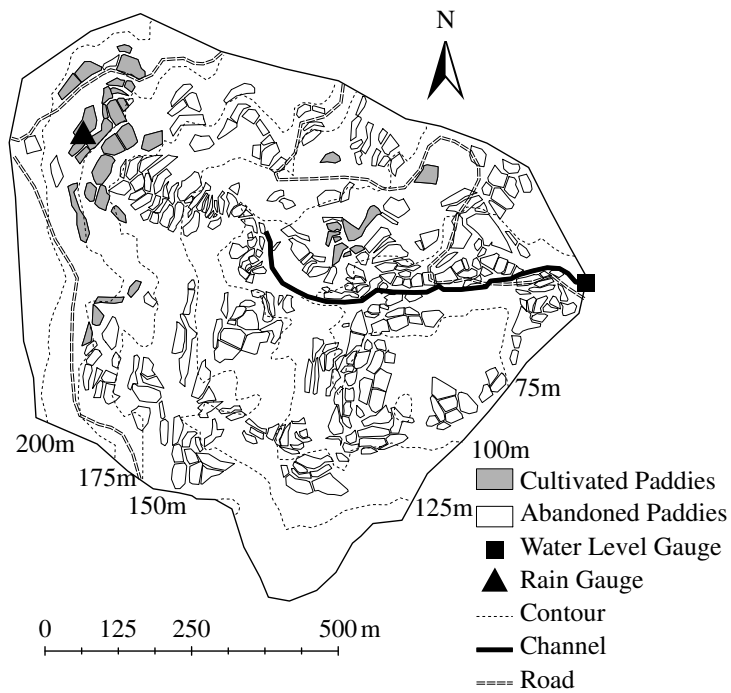 N
75m
200m
100m
175m
150m
125m
Cultivated Paddies
Abandoned Paddies
Water Level Gauge
Rain Gauge
Contour
Channel
Road
0 125 250 500 m